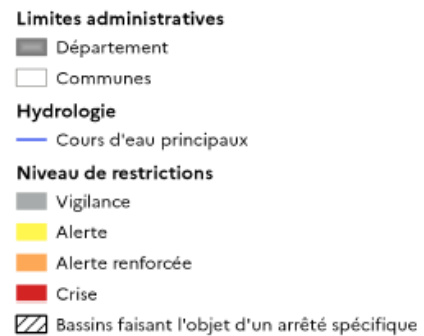 Limites administratives
Département
Communes
Hydrologie
Cours d'eau principaux
Niveau de restrictions
Vigilance
Alerte
Alerte renforcée
Crise
Bassins faisant l'objet d'un arrêté spécifique